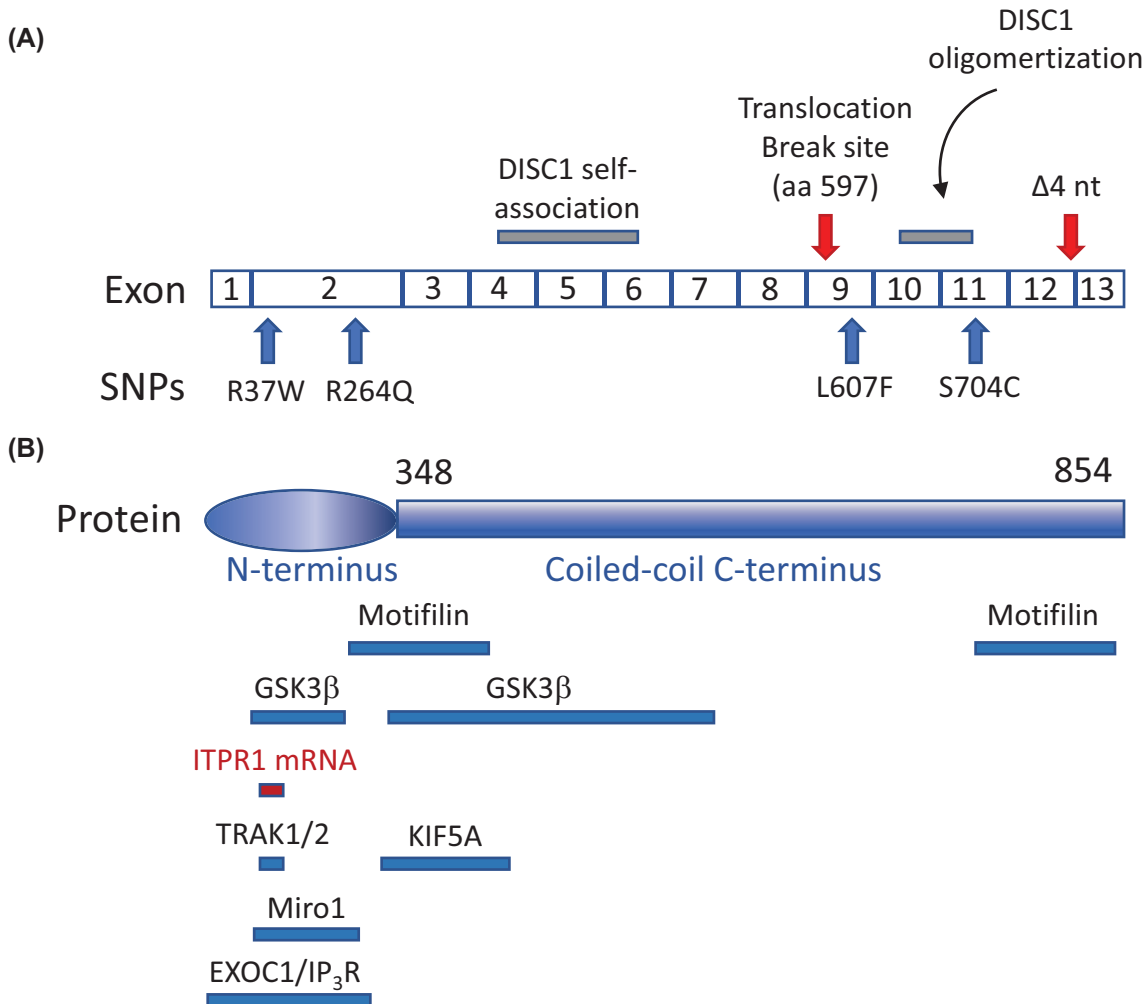 (A)
DISC1
oligomertization
Translocation
Break site
(aa 597)
DISC1 self-
association
Δ4 nt
Exon 1 2 3 4 5 6 7 8 9 10 11 12 13
SNPs R37W R264Q L607F S704C
(B)
348 854
Protein
N-terminus Coiled-coil C-terminus
Motifilin Motifilin
GSK3β GSK3β
ITPR1 mRNA
TRAK1/2 KIF5A
Miro1
EXOC1/IP₃R